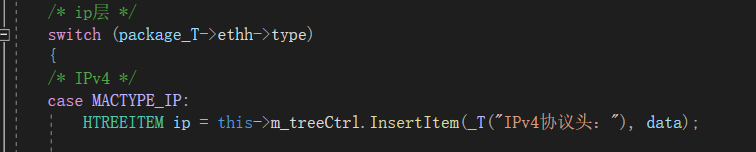 /* ip层 */
switch (package_T->ethh->type)
{
/* IPv4 */
case MACTYPE_IP:
HTREEITEM ip = this->m_treeCtrl.InsertItem(_T("IPv4协议头："), data);